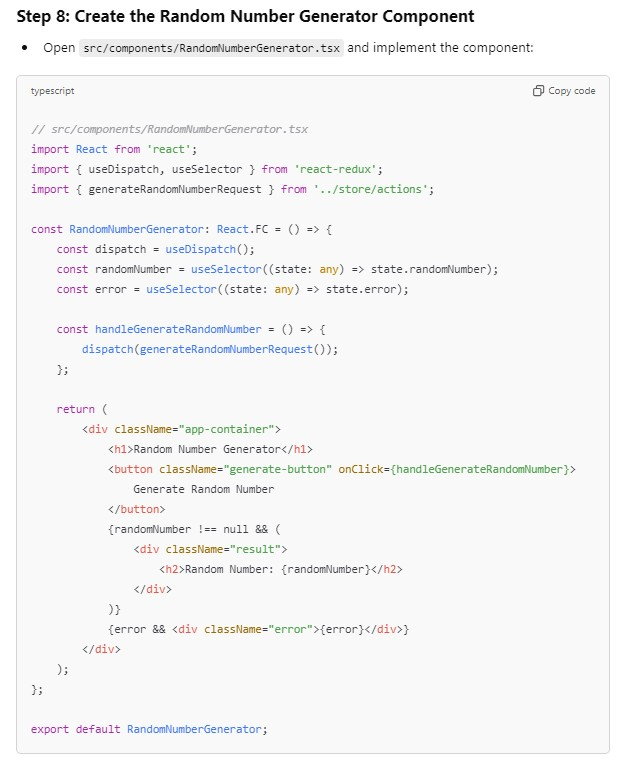 Step 8: Create the Random Number Generator Component
• Open src/components/RandomNumberGenerator.tsx and implement the component:
typescript Copy code
// src/components/RandomNumberGenerator.tsx
import React from 'react';
import { useDispatch, useSelector } from 'react-redux';
import { generateRandomNumberRequest } from '../store/actions';

const RandomNumberGenerator: React.FC = () => {
    const dispatch = useDispatch();
    const randomNumber = useSelector((state: any) => state.randomNumber);
    const error = useSelector((state: any) => state.error);

    const handleGenerateRandomNumber = () => {
        dispatch(generateRandomNumberRequest());
    };

    return (
        <div className="app-container">
            <h1>Random Number Generator</h1>
            <button className="generate-button" onClick={handleGenerateRandomNumber}>
                Generate Random Number
            </button>
            {randomNumber !== null && (
                <div className="result">
                    <h2>Random Number: {randomNumber}</h2>
                </div>
            )}
            {error && <div className="error">{error}</div>}
        </div>
    );
};

export default RandomNumberGenerator;